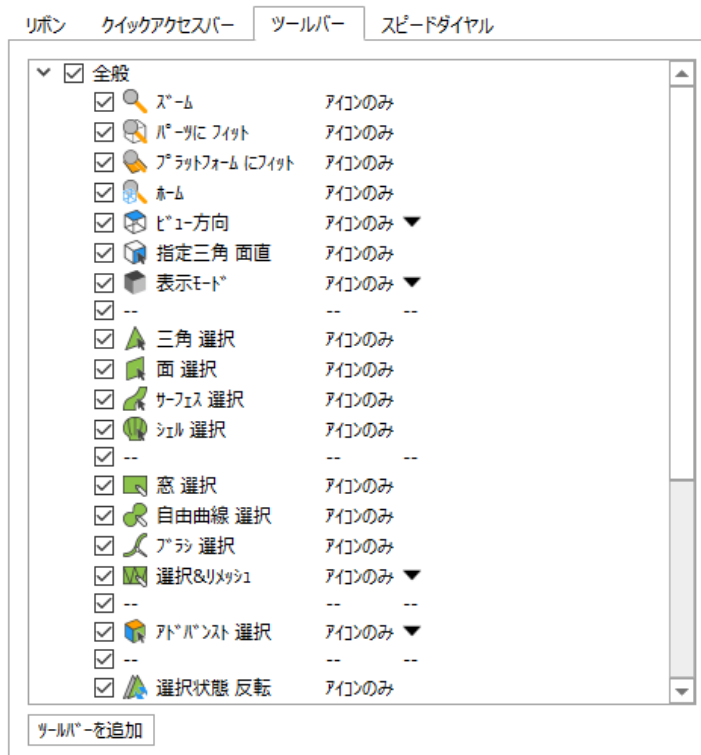 リボン クイックアクセスバー ツールバー スピードダイヤル
全般
ｽﾞｰﾑ ｱｲｺﾝのみ
ﾊﾟｰﾂに ﾌｨｯﾄ ｱｲｺﾝのみ
ﾌﾟﾗｯﾄﾌｫｰﾑ にﾌｨｯﾄ ｱｲｺﾝのみ
ﾎｰﾑ ｱｲｺﾝのみ
ﾋﾞｭｰ方向 ｱｲｺﾝのみ
指定三角 面直 ｱｲｺﾝのみ
表示ﾓｰﾄﾞ ｱｲｺﾝのみ
-- -- --
三角 選択 ｱｲｺﾝのみ
面 選択 ｱｲｺﾝのみ
ｻｰﾌｪｽ 選択 ｱｲｺﾝのみ
ｼｪﾙ 選択 ｱｲｺﾝのみ
-- -- --
窓 選択 ｱｲｺﾝのみ
自由曲線 選択 ｱｲｺﾝのみ
ﾌﾞﾗｼ 選択 ｱｲｺﾝのみ
選択&ﾘﾒｯｼｭ ｱｲｺﾝのみ
-- -- --
ｱﾄﾞﾊﾞﾝｽﾄ 選択 ｱｲｺﾝのみ
-- -- --
選択状態 反転 ｱｲｺﾝのみ
ﾂｰﾙﾊﾞｰを追加